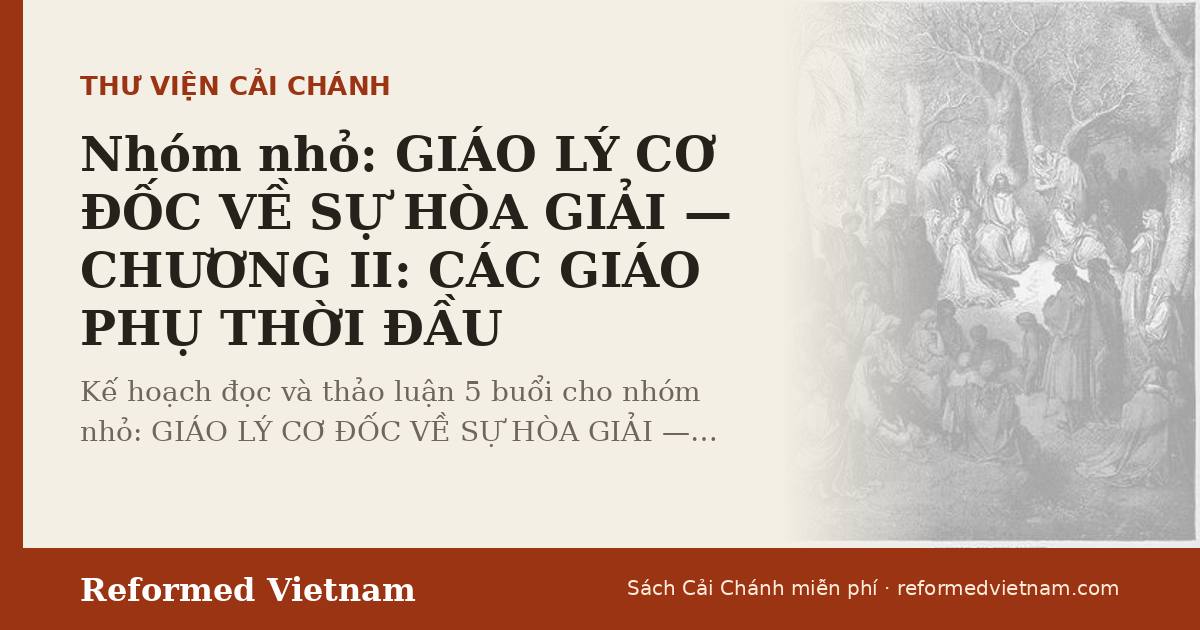 THƯ VIỆN CẢI CHÁNH
Nhóm nhỏ: GIÁO LÝ CƠ
ĐỐC VỀ SỰ HÒA GIẢI —
CHƯƠNG II: CÁC GIÁO
PHỤ THỜI ĐẦU
Kế hoạch đọc và thảo luận 5 buổi cho nhóm
nhỏ: GIÁO LÝ CƠ ĐỐC VỀ SỰ HÒA GIẢI —...
Reformed Vietnam
Sách Cải Chánh miễn phí · reformedvietnam.com